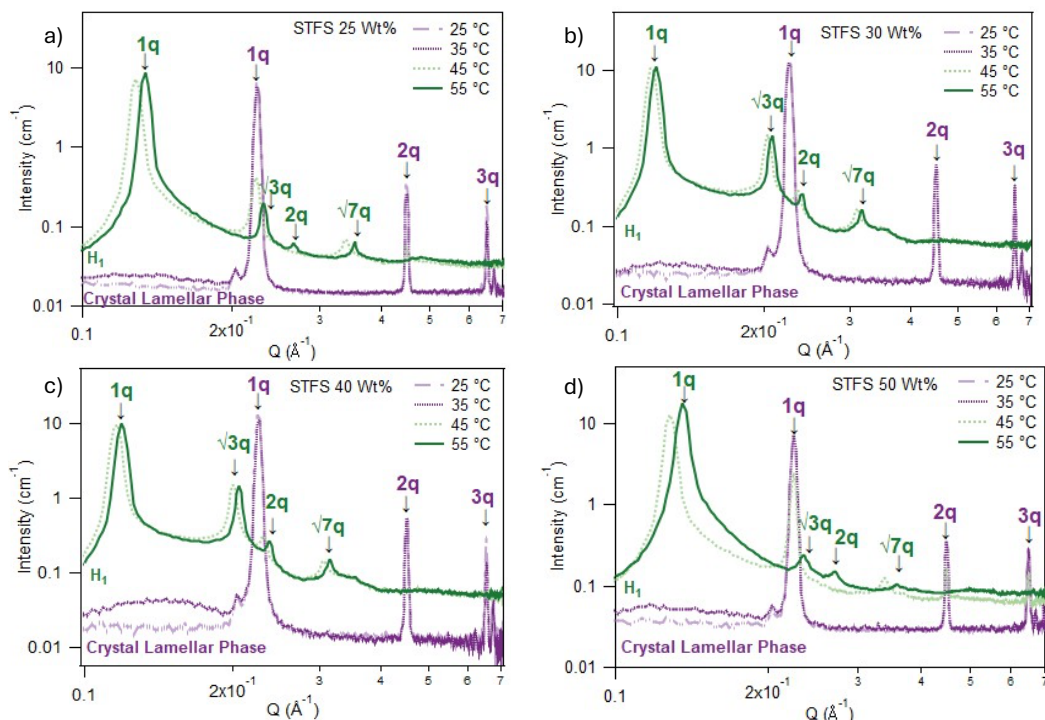 a)
STFS 25 Wt%
25 °C
35 °C
45 °C
55 °C
1q
1q
√3q
2q
√7q
2q
3q
H1
Crystal Lamellar Phase
Intensity (cm-1)
10
1
0.1
0.01
0.1
2x10-1
3
4
5
6
7
Q (Å-1)
b)
STFS 30 Wt%
25 °C
35 °C
45 °C
55 °C
1q
1q
√3q
2q
√7q
2q
3q
H1
Crystal Lamellar Phase
Intensity (cm-1)
10
1
0.1
0.01
0.1
2x10-1
3
4
5
6
7
Q (Å-1)
c)
STFS 40 Wt%
25 °C
35 °C
45 °C
55 °C
1q
1q
√3q
2q
√7q
2q
3q
H1
Crystal Lamellar Phase
Intensity (cm-1)
10
1
0.1
0.01
0.1
2x10-1
3
4
5
6
7
Q (Å-1)
d)
STFS 50 Wt%
25 °C
35 °C
45 °C
55 °C
1q
1q
√3q
2q
√7q
2q
3q
H1
Crystal Lamellar Phase
Intensity (cm-1)
10
1
0.1
0.01
0.1
2x10-1
3
4
5
6
7
Q (Å-1)